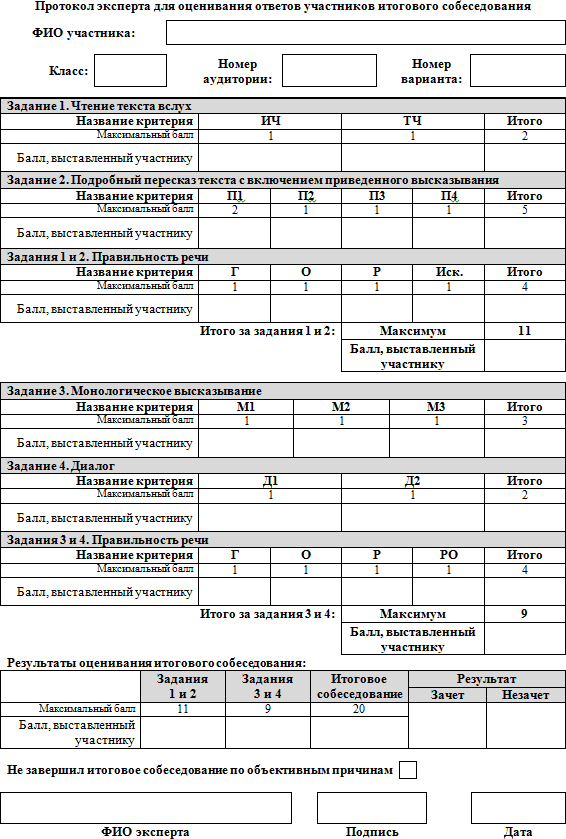 Протокол эксперта для оценивания ответов участников итогового собеседования
ФИО участника:
Класс: Номер аудитории: Номер варианта:
Задание 1. Чтение текста вслух
Название критерия ИЧ ТЧ Итого
Максимальный балл 1 1 2
Балл, выставленный участнику
Задание 2. Подробный пересказ текста с включением приведенного высказывания
Название критерия П1 П2 П3 П4 Итого
Максимальный балл 2 1 1 1 5
Балл, выставленный участнику
Задания 1 и 2. Правильность речи
Название критерия Г О Р Иск. Итого
Максимальный балл 1 1 1 1 4
Балл, выставленный участнику
Итого за задания 1 и 2: Максимум 11
Балл, выставленный
участнику
Задание 3. Монологическое высказывание
Название критерия М1 М2 М3 Итого
Максимальный балл 1 1 1 3
Балл, выставленный участнику
Задание 4. Диалог
Название критерия Д1 Д2 Итого
Максимальный балл 1 1 2
Балл, выставленный участнику
Задания 3 и 4. Правильность речи
Название критерия Г О Р РО Итого
Максимальный балл 1 1 1 1 4
Балл, выставленный участнику
Итого за задания 3 и 4: Максимум 9
Балл, выставленный
участнику
Результаты оценивания итогового собеседования:
Задания 1 и 2 Задания 3 и 4 Итоговое собеседование Результат
Зачет Незачет
Максимальный балл 11 9 20
Балл, выставленный
участнику
Не завершил итоговое собеседование по объективным причинам
ФИО эксперта Подпись Дата